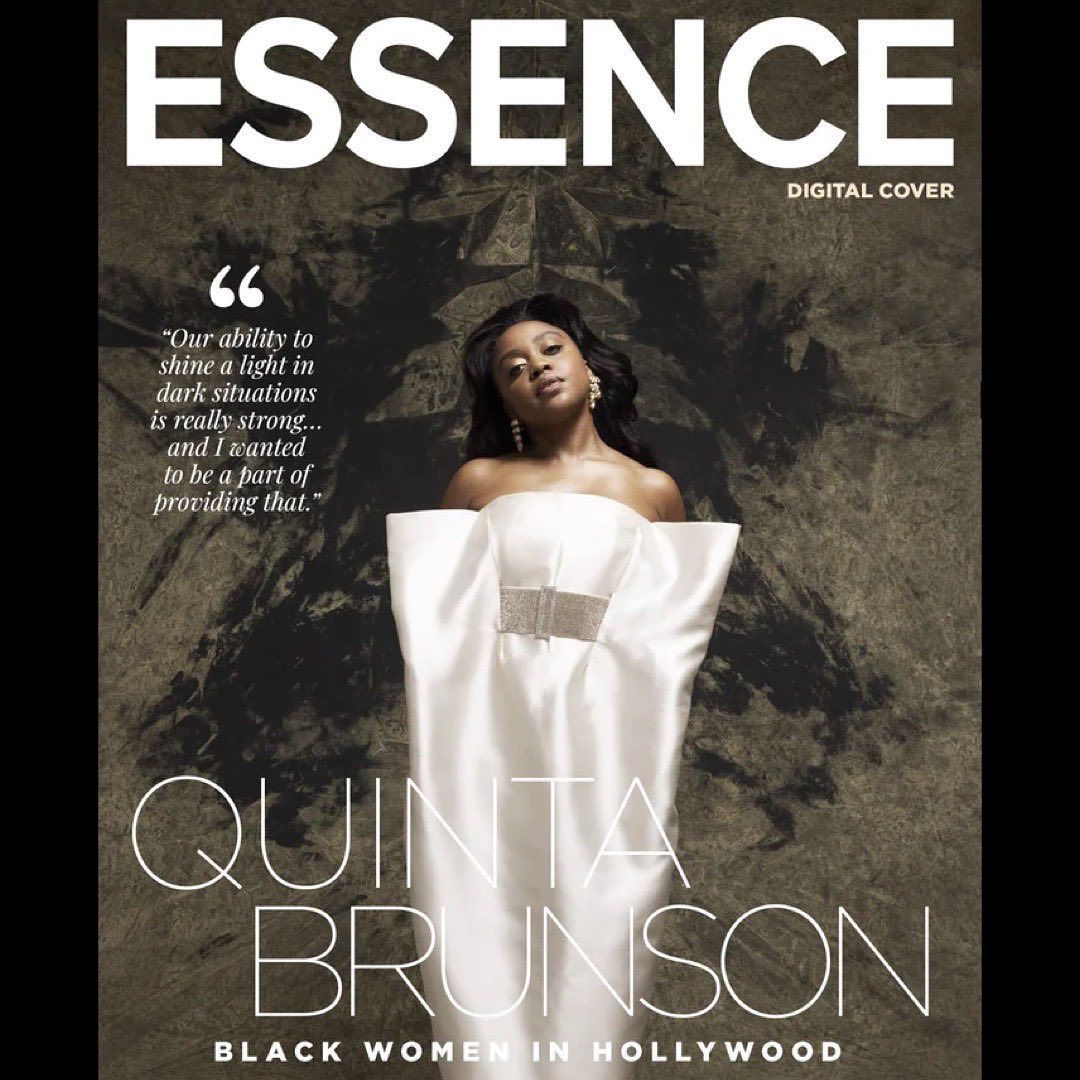 ESSENCE
DIGITAL COVER
“
“Our ability to
shine a light in
dark situations
is really strong...
and I wanted
to be a part of
providing that.”
QUINTA
BRUNSON
BLACK WOMEN IN HOLLYWOOD